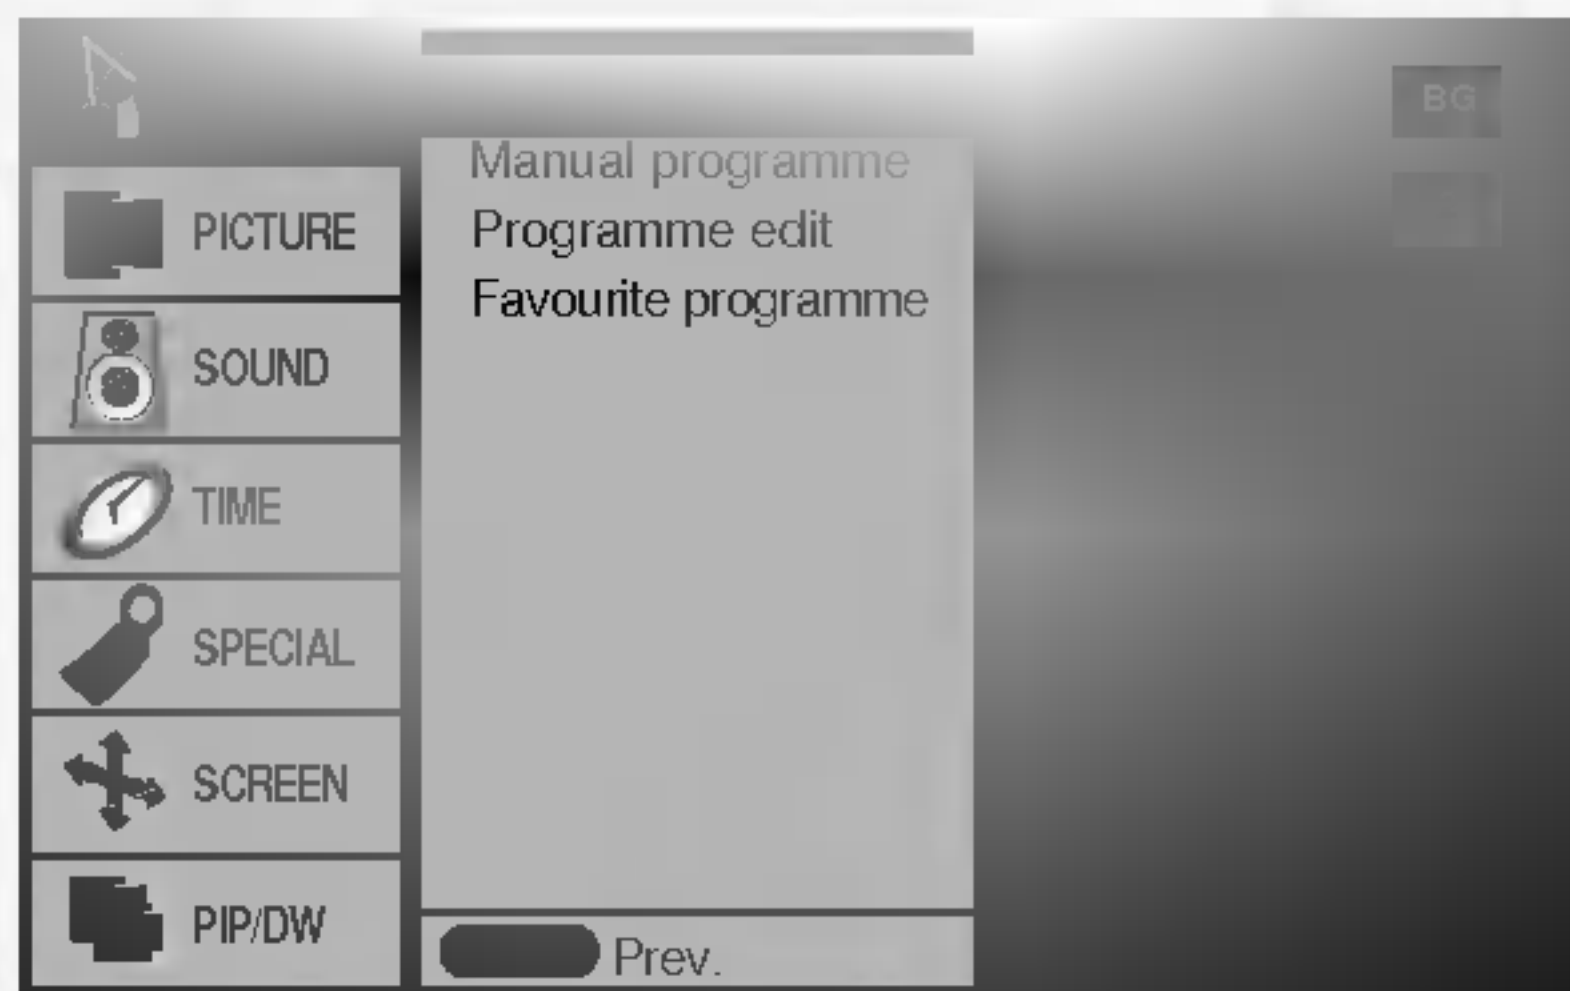 BG
PICTURE
SOUND
TIME
SPECIAL
SCREEN
PIP/DW
Manual programme
Programme edit
Favourite programme
Prev.